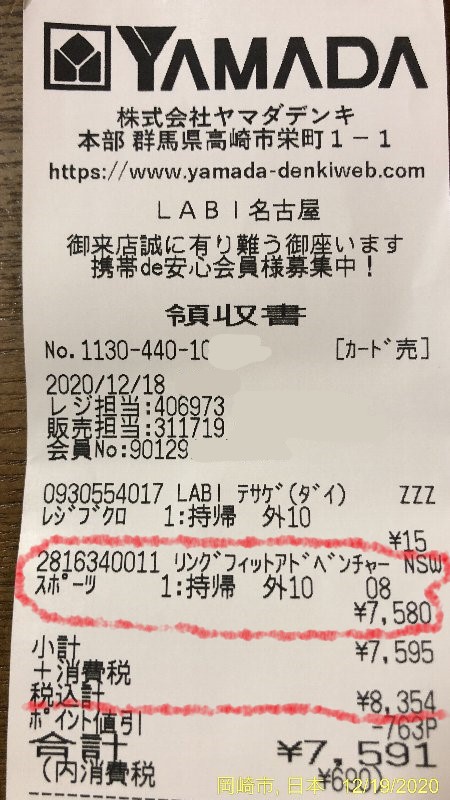 YAMADA
株式会社ヤマダデンキ
本部 群馬県高崎市栄町1-1
https://www.yamada-denkiweb.com
LABI名古屋
御来店誠に有り難う御座います
携帯de安心会員様募集中!
領収書
No.1130-440-10 [カード売]
2020/12/18
レジ担当:406973
販売担当:311719
会員No:90129
0930554017 LABI テサゲ(ダイ) ZZZ
レジブクロ 1:持帰 外10
¥15
2816340011 リングフィットアドベンチャー NSW
スポーツ 1:持帰 外10 08
¥7,580
小計 ¥7,595
+消費税
税込計 ¥8,354
ポイント値引 -763P
合計 ¥7,591
(内消費税
岡崎市, 日本 12/19/2020